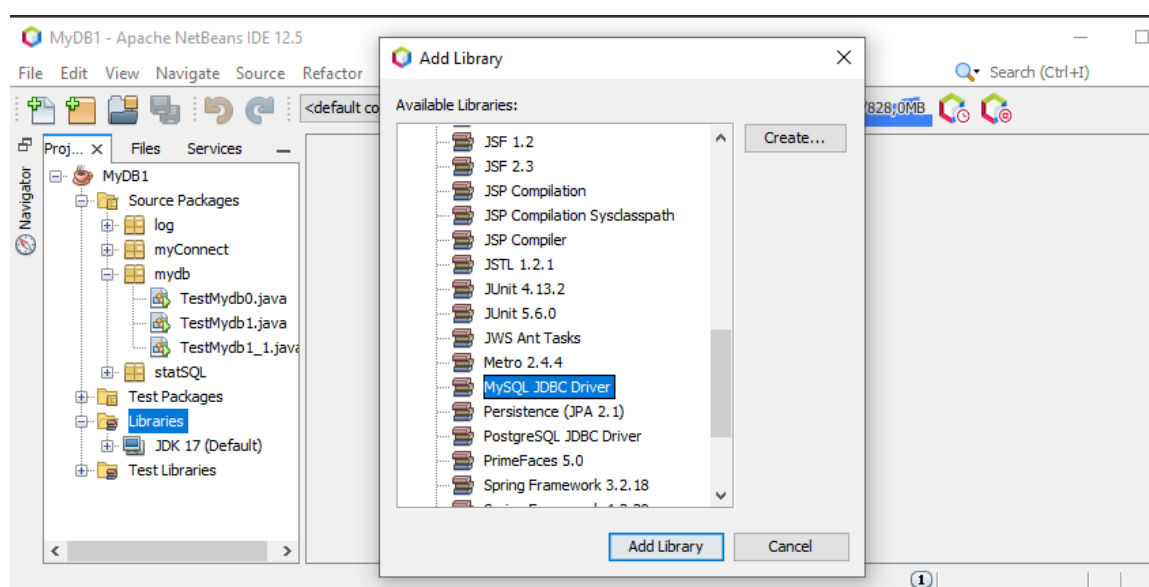 MyDB1 - Apache NetBeans IDE 12.5
File Edit View Navigate Source Refactor
Search (Ctrl+I)
<default co
828,0MB
Proj... Files Services
Navigator
MyDB1
Source Packages
log
myConnect
mydb
TestMydb0.java
TestMydb1.java
TestMydb1_1.java
statSQL
Test Packages
Libraries
JDK 17 (Default)
Test Libraries
Add Library
Available Libraries:
JSF 1.2
JSF 2.3
JSP Compilation
JSP Compilation Sysclasspath
JSP Compiler
JSTL 1.2.1
JUnit 4.13.2
JUnit 5.6.0
JWS Ant Tasks
Metro 2.4.4
MySQL JDBC Driver
Persistence (JPA 2.1)
PostgreSQL JDBC Driver
PrimeFaces 5.0
Spring Framework 3.2.18
Create...
Add Library Cancel
1